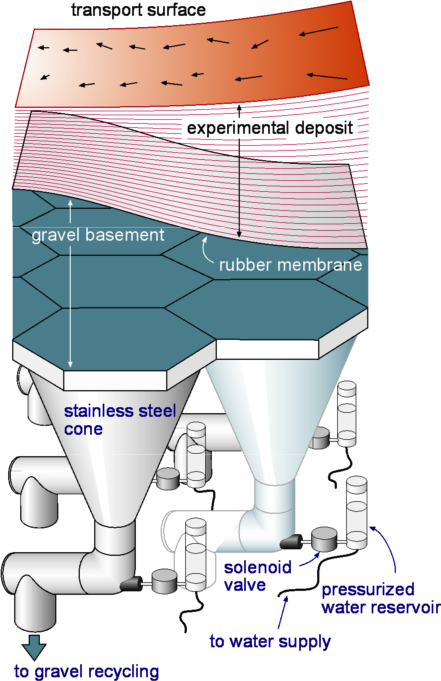 transport surface
experimental deposit
gravel basement
rubber membrane
stainless steel
cone
solenoid
valve
pressurized
water reservoir
to water supply
to gravel recycling